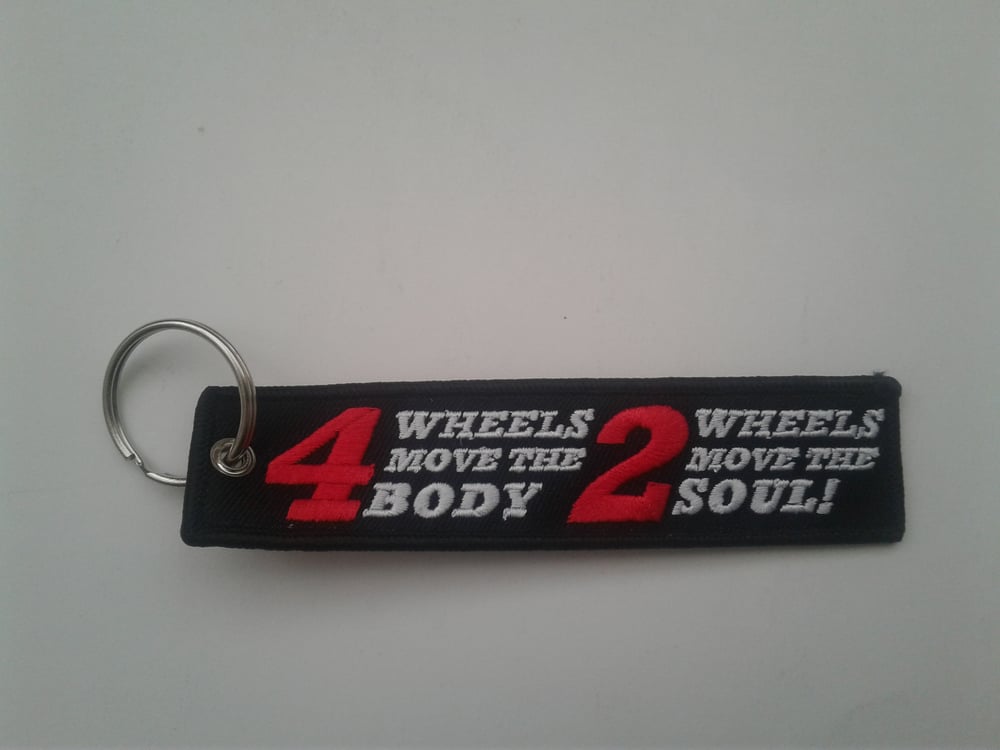 4 WHEELS
MOVE THE
BODY
2 WHEELS
MOVE THE
SOUL!